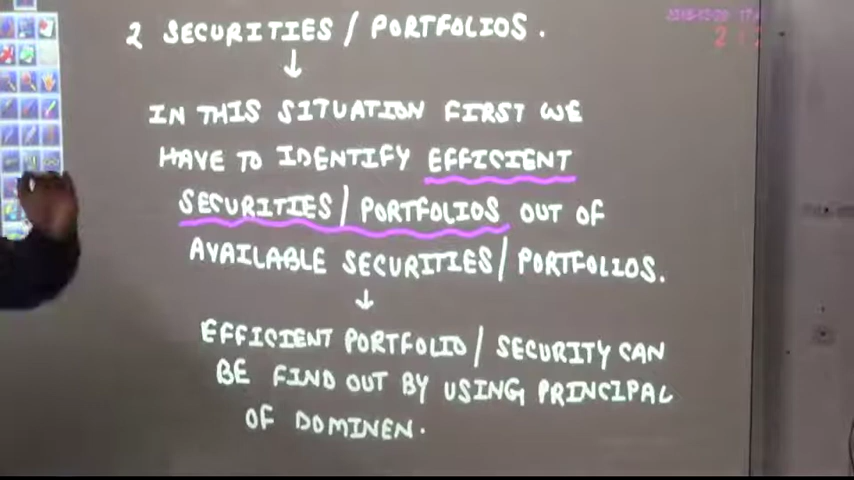 2 SECURITIES / PORTFOLIOS.
↓
IN THIS SITUATION FIRST WE
HAVE TO IDENTIFY EFFICIENT
SECURITIES / PORTFOLIOS OUT OF
AVAILABLE SECURITIES / PORTFOLIOS.
↓
EFFICIENT PORTFOLIO / SECURITY CAN
BE FIND OUT BY USING PRINCIPAL
OF DOMINEN.